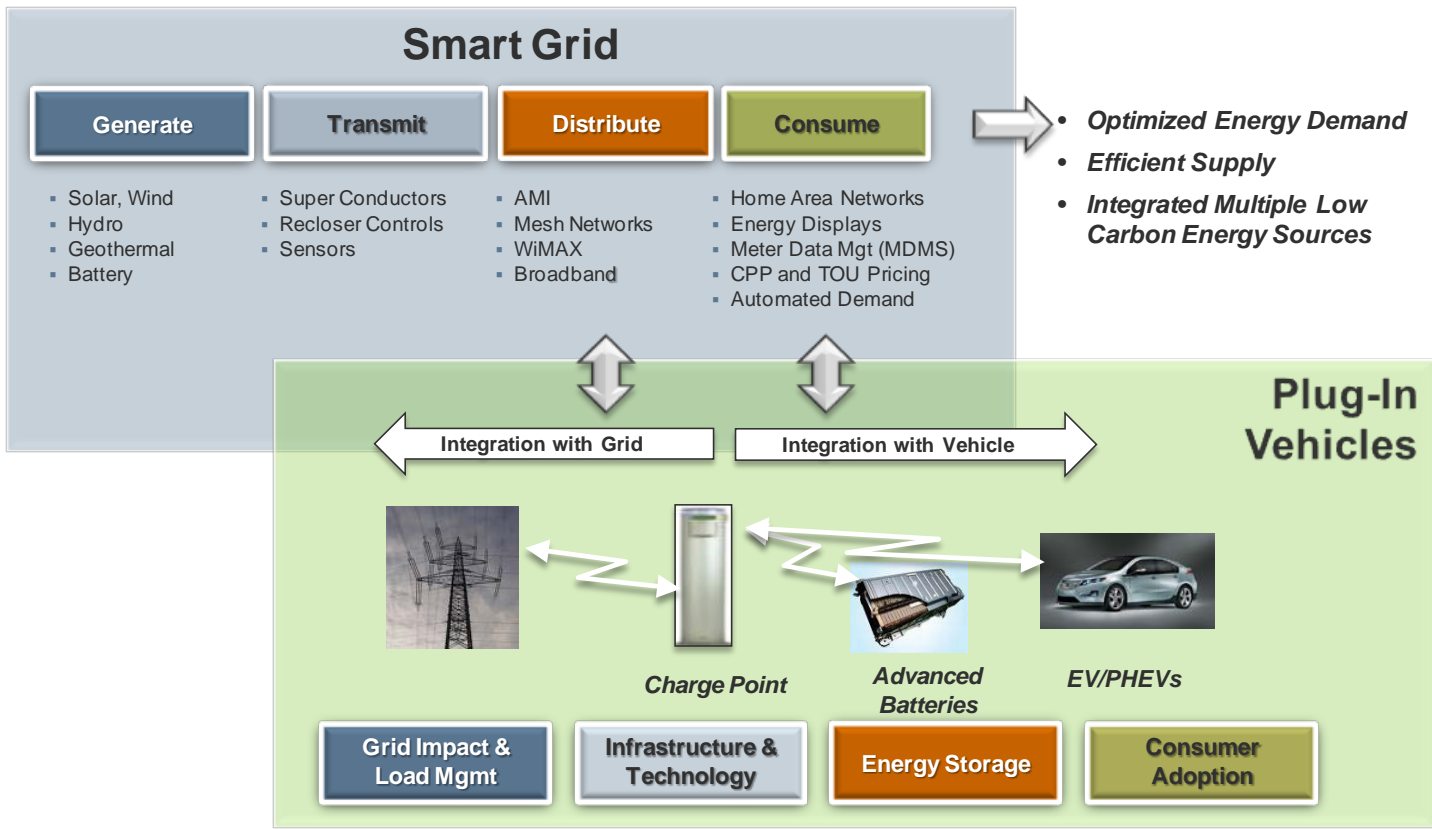 Smart Grid
Generate
Transmit
Distribute
Consume
▪ Solar, Wind
▪ Hydro
▪ Geothermal
▪ Battery
▪ Super Conductors
▪ Recloser Controls
▪ Sensors
▪ AMI
▪ Mesh Networks
▪ WiMAX
▪ Broadband
▪ Home Area Networks
▪ Energy Displays
▪ Meter Data Mgt (MDMS)
▪ CPP and TOU Pricing
▪ Automated Demand
• Optimized Energy Demand
• Efficient Supply
• Integrated Multiple Low
Carbon Energy Sources
Plug-In
Vehicles
Integration with Grid
Integration with Vehicle
Charge Point
Advanced
Batteries
EV/PHEVs
Grid Impact &
Load Mgmt
Infrastructure &
Technology
Energy Storage
Consumer
Adoption